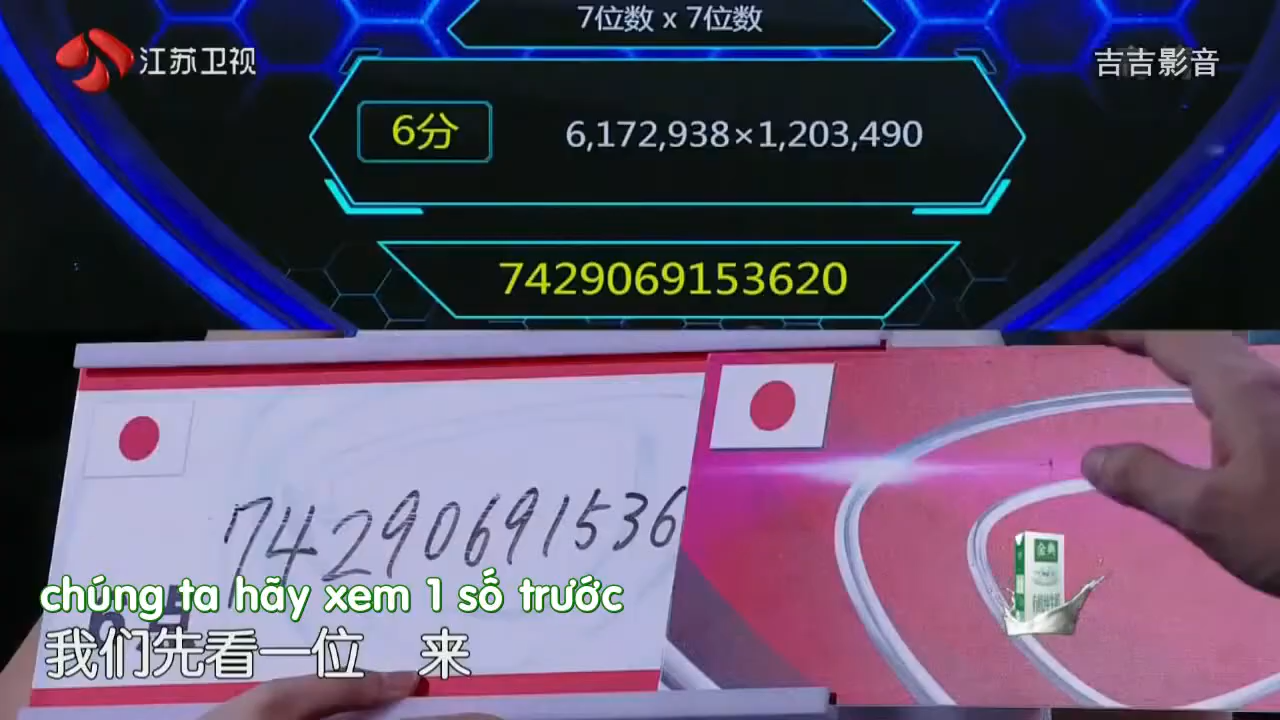 7位数 x 7位数
江苏卫视
吉吉影音
6分
6,172,938×1,203,490
7429069153620
74290691536
金典
chúng ta hãy xem 1 số trước
我们先看一位 来